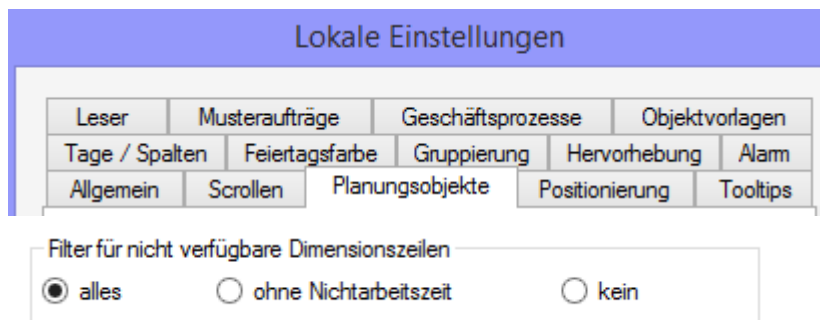 Lokale Einstellungen
Leser Musteraufträge Geschäftsprozesse Objektvorlagen
Tage / Spalten Feiertagsfarbe Gruppierung Hervorhebung Alarm
Allgemein Scrollen Planungsobjekte Positionierung Tooltips
Filter für nicht verfügbare Dimensionszeilen
alles ohne Nichtarbeitszeit kein